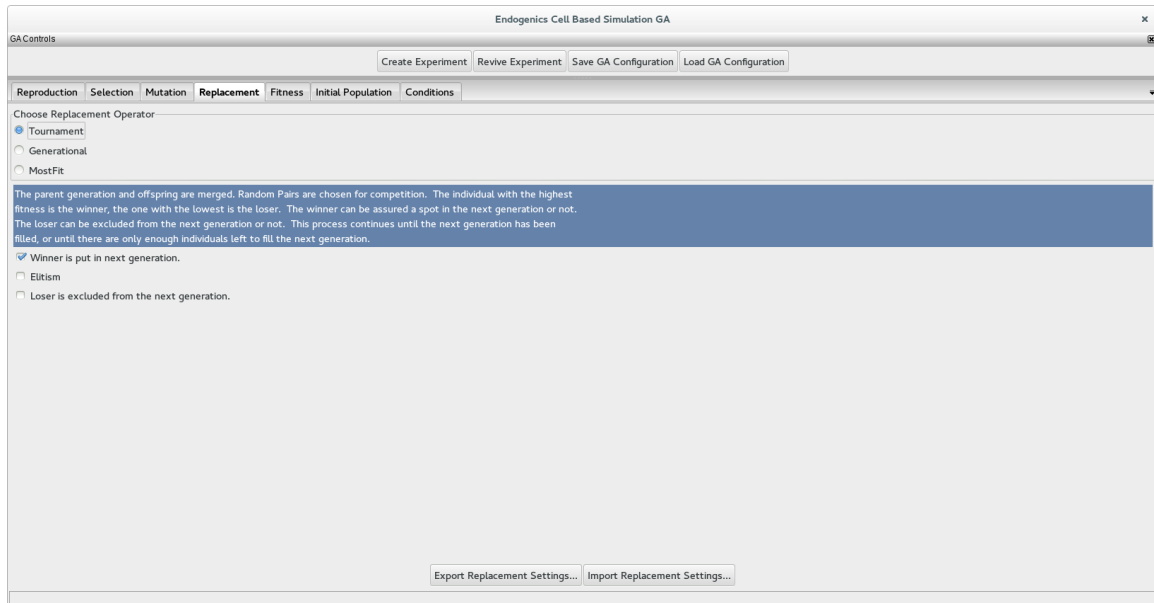 Endogenics Cell Based Simulation GA
GA Controls
Create Experiment Revive Experiment Save GA Configuration Load GA Configuration
Reproduction Selection Mutation Replacement Fitness Initial Population Conditions
Choose Replacement Operator
Tournament
Generational
MostFit
The parent generation and offspring are merged. Random Pairs are chosen for competition. The individual with the highest
fitness is the winner, the one with the lowest is the loser. The winner can be assured a spot in the next generation or not.
The loser can be excluded from the next generation or not. This process continues until the next generation has been
filled, or until there are only enough individuals left to fill the next generation.
Winner is put in next generation.
Elitism
Loser is excluded from the next generation.
Export Replacement Settings... Import Replacement Settings...